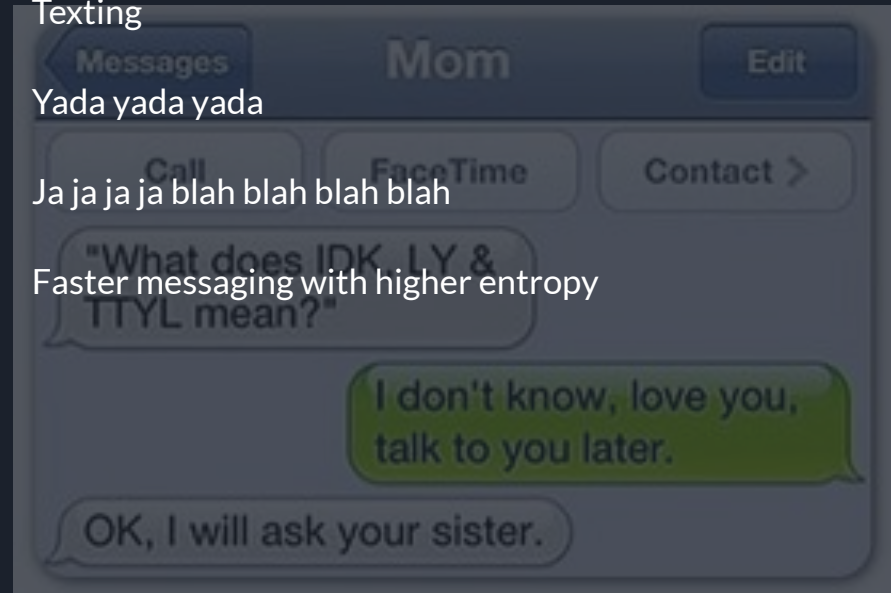 Texting
Messages
Mom
Edit
Yada yada yada
Call
FaceTime
Contact >
Ja ja ja ja blah blah blah blah
"What does IDK, LY &
TTYL mean?"
Faster messaging with higher entropy
I don't know, love you,
talk to you later.
OK, I will ask your sister.